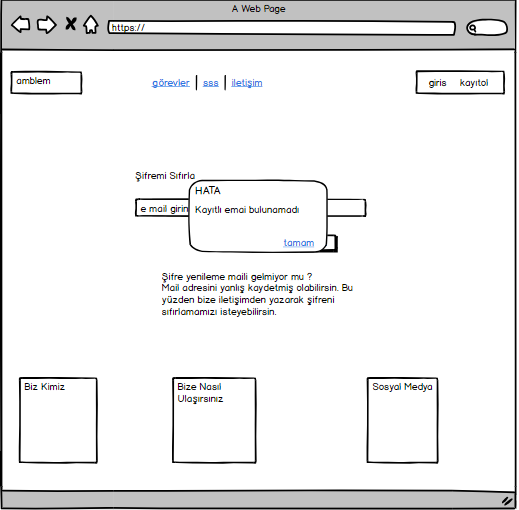 A Web Page
https://
amblem
görevler sss iletişim
giris kayıtol
Şifremi Sıfırla
HATA
e mail girin
Kayıtlı emai bulunamadı
tamam
Şifre yenileme maili gelmiyor mu ?
Mail adresini yanlış kaydetmiş olabilirsin. Bu
yüzden bize iletişimden yazarak şifreni
sıfırlamamızı isteyebilirsin.
Biz Kimiz
Bize Nasıl
Ulaşırsınız
Sosyal Medya